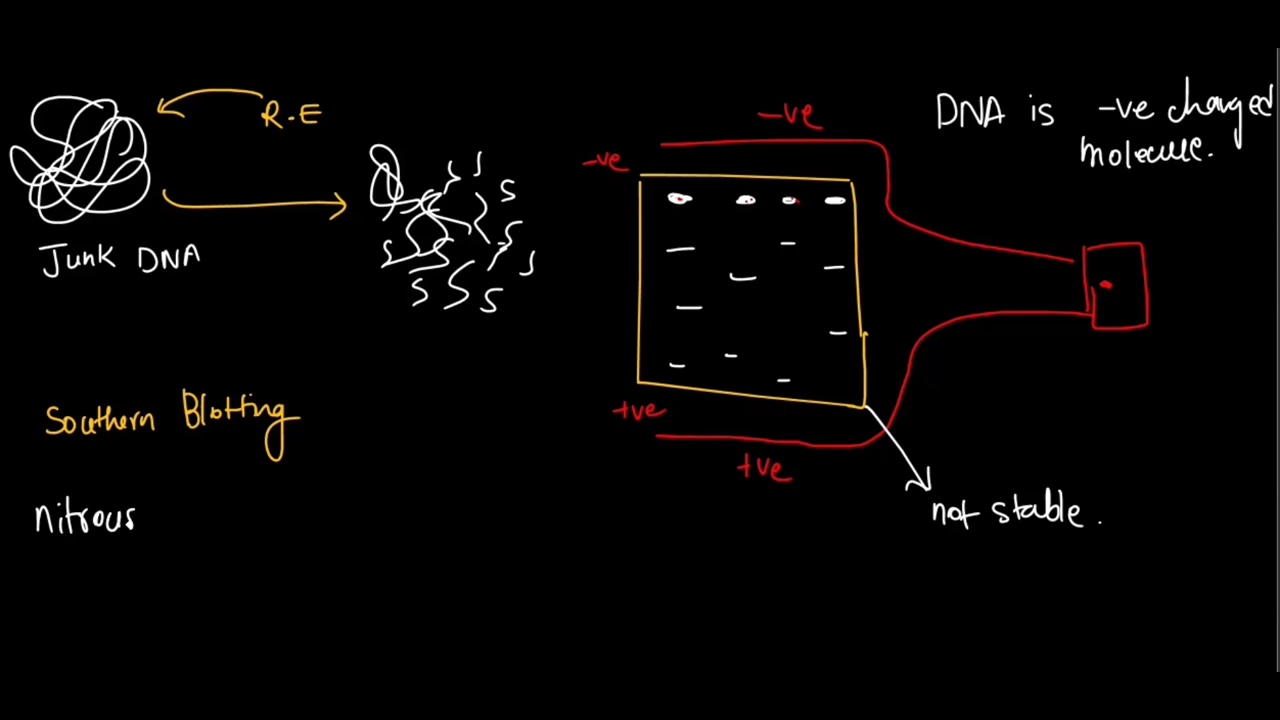 R.E
Junk DNA
-ve
-ve
DNA is -ve charged
molecule.
+ve
+ve
not stable.
Southern Blotting
nitrous